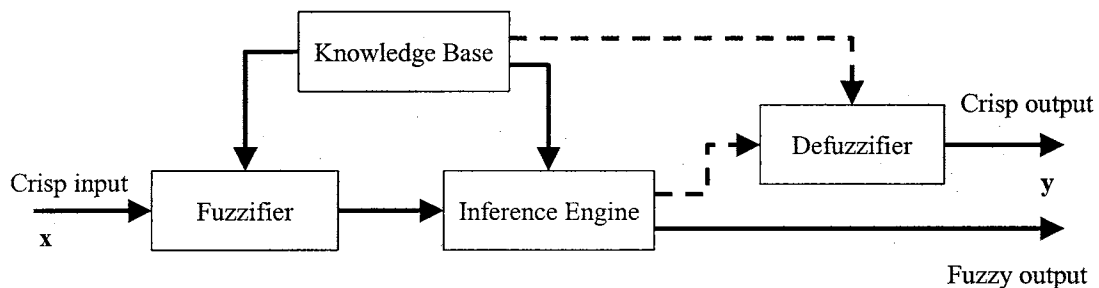 Knowledge Base
Crisp output
Defuzzifier
Crisp input
y
Fuzzifier
Inference Engine
x
Fuzzy output